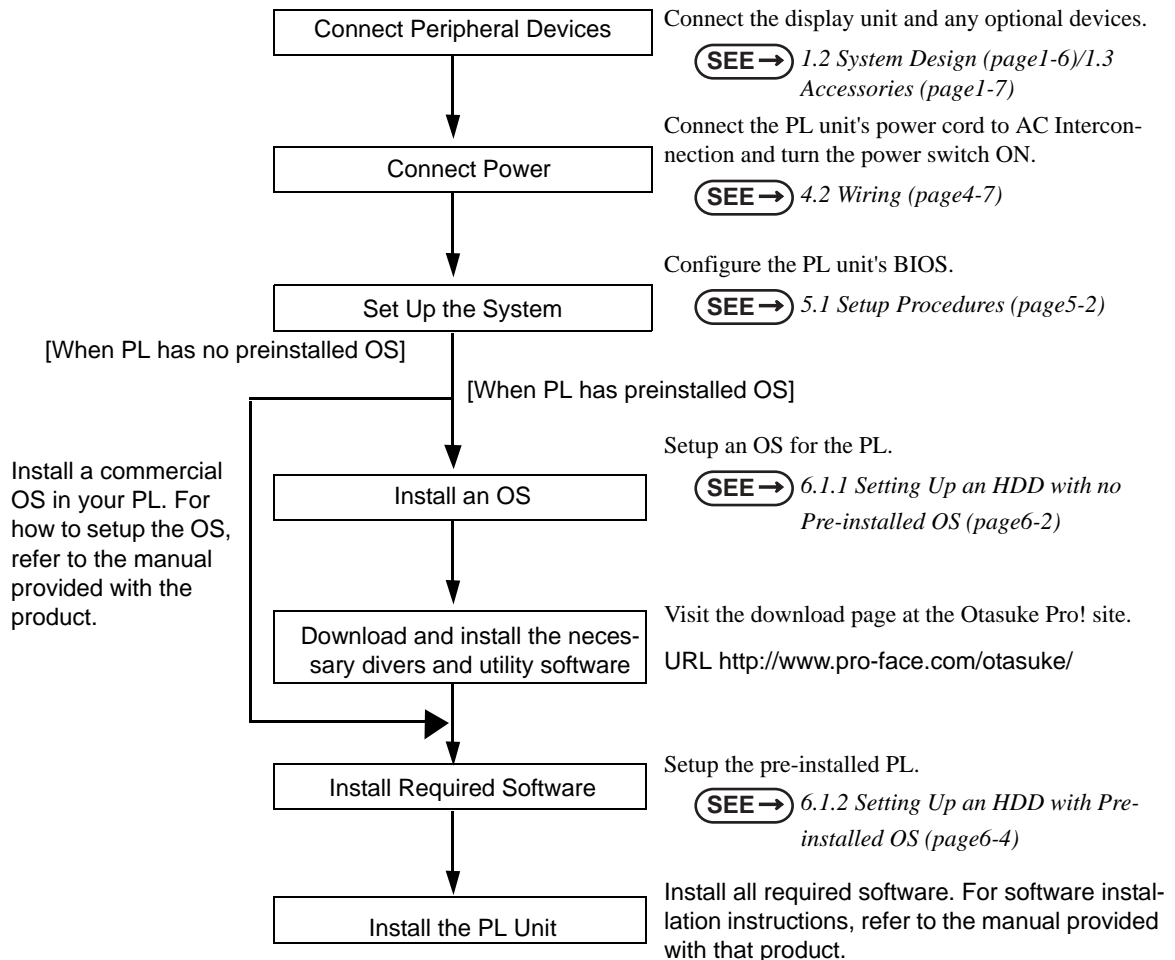 Connect Peripheral Devices
Connect the display unit and any optional devices.
SEE→ 1.2 System Design (page1-6)/1.3
Accessories (page1-7)
Connect Power
Connect the PL unit's power cord to AC Intercon-
nection and turn the power switch ON.
SEE→ 4.2 Wiring (page4-7)
Set Up the System
Configure the PL unit's BIOS.
SEE→ 5.1 Setup Procedures (page5-2)
[When PL has no preinstalled OS]
[When PL has preinstalled OS]
Install a commercial
OS in your PL. For
how to setup the OS,
refer to the manual
provided with the
product.
Install an OS
Setup an OS for the PL.
SEE→ 6.1.1 Setting Up an HDD with no
Pre-installed OS (page6-2)
Download and install the neces-
sary divers and utility software
Visit the download page at the Otasuke Pro! site.
URL http://www.pro-face.com/otasuke/
Install Required Software
Setup the pre-installed PL.
SEE→ 6.1.2 Setting Up an HDD with Pre-
installed OS (page6-4)
Install the PL Unit
Install all required software. For software instal-
lation instructions, refer to the manual provided
with that product.